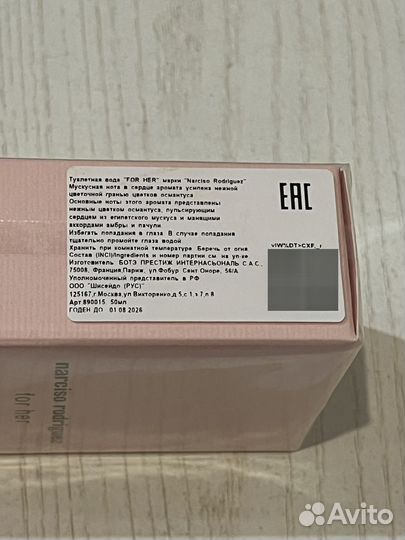 Туалетная вода "FOR HER" марки "Narciso Rodriguez"
Мускусная нота в сердце аромата усилена нежной
цветочной гранью цветков османтуса
Основные ноты этого аромата представлены
нежным цветком османтуса, пульсирующим
сердцем из египетского мускуса и манящими
аккордами амбры и пачули.
Избегать попадания в глаза В случае попадания
тщательно промойте глаза водой
Хранить при комнатной температуре. Беречь от огня
Состав (INCI)/Ingredients и номер партии см на уп-ке
Изготовитель БОТЭ ПРЕСТИЖ ИНТЕРНАСЬОНАЛЬ С.А.С.,
75008, Франция,Париж, ул.Фобур Сент Оноре, 56/А
Уполномоченный представитель в РФ
ООО "Шисейдо (РУС)"
125167,г.Москва,ул.Викторенко,д.5,с.1,э.7,п.8
Арт.890015 50мл
ГОДЕН ДО 01.08.2026
EAC
narciso rodriguez
for her
Avito